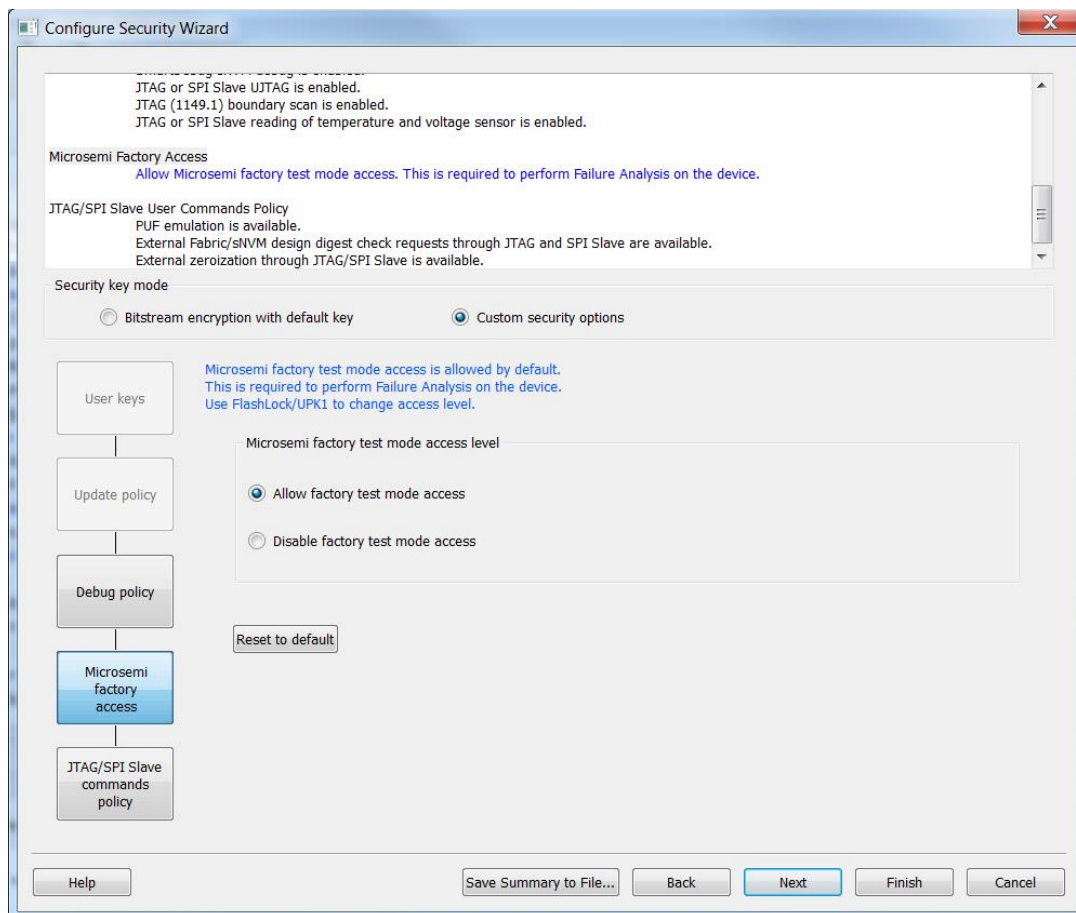 Configure Security Wizard
JTAG or SPI Slave UJTAG is enabled.
JTAG (1149.1) boundary scan is enabled.
JTAG or SPI Slave reading of temperature and voltage sensor is enabled.
Microsemi Factory Access
Allow Microsemi factory test mode access. This is required to perform Failure Analysis on the device.
JTAG/SPI Slave User Commands Policy
PUF emulation is available.
External Fabric/sNVM design digest check requests through JTAG and SPI Slave are available.
External zeroization through JTAG/SPI Slave is available.
Security key mode
Bitstream encryption with default key
Custom security options
User keys
Microsemi factory test mode access is allowed by default.
This is required to perform Failure Analysis on the device.
Use FlashLock/UPK1 to change access level.
Microsemi factory test mode access level
Update policy
Allow factory test mode access
Disable factory test mode access
Debug policy
Reset to default
Microsemi
factory
access
JTAG/SPI Slave
commands
policy
Help
Save Summary to File...
Back
Next
Finish
Cancel